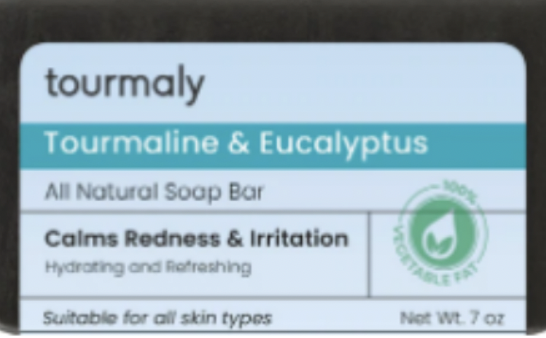 tourmaly
Tourmaline & Eucalyptus
All Natural Soap Bar
100%
VEGETABLE FAT
Calms Redness & Irritation
Hydrating and Refreshing
Suitable for all skin types
Net Wt. 7 oz